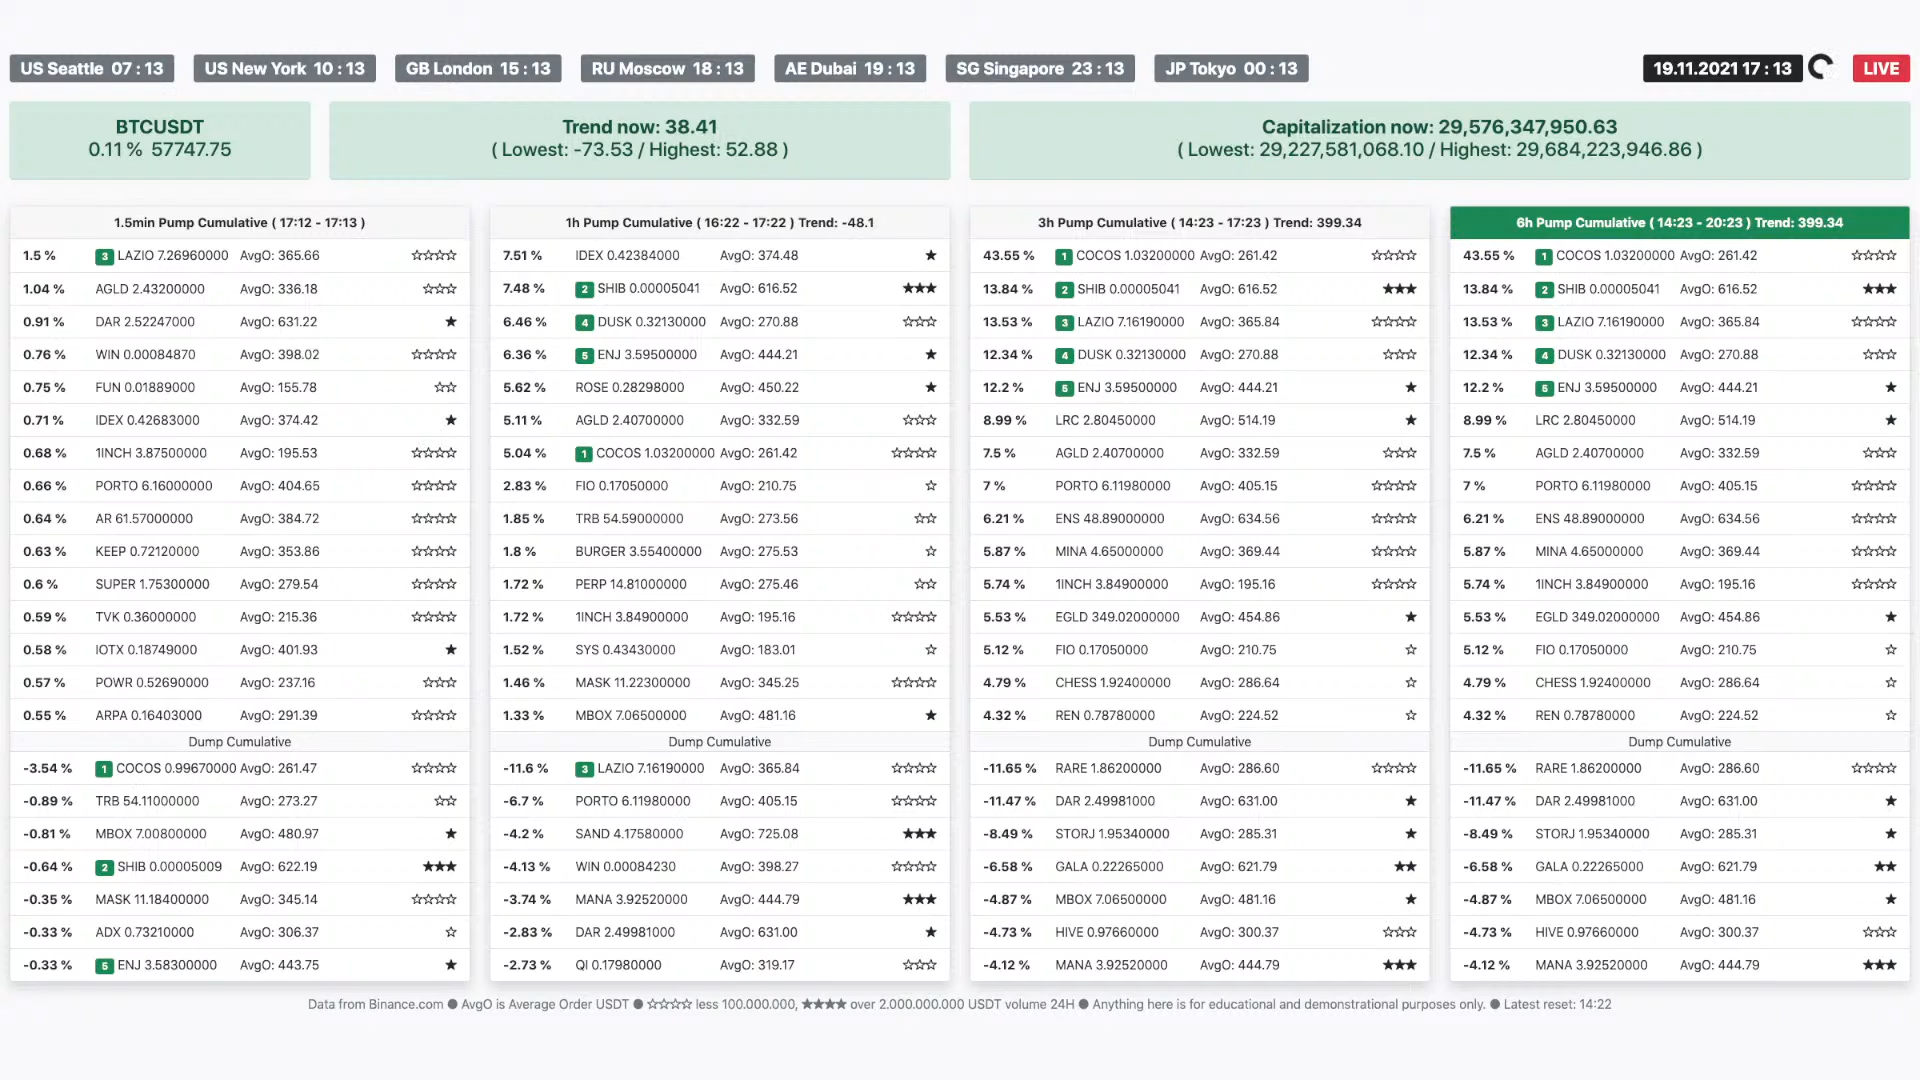 US Seattle 07 : 13
US New York 10 : 13
GB London 15 : 13
RU Moscow 18 : 13
AE Dubai 19 : 13
SG Singapore 23 : 13
JP Tokyo 00 : 13
19.11.2021 17 : 13
LIVE
BTCUSDT
0.11 % 57747.75
Trend now: 38.41
( Lowest: -73.53 / Highest: 52.88 )
Capitalization now: 29,576,347,950.63
( Lowest: 29,227,581,068.10 / Highest: 29,684,223,946.86 )
1.5min Pump Cumulative ( 17:12 - 17:13 )
1.5 % 3 LAZIO 7.26960000 AvgO: 365.66 ☆☆☆☆
1.04 % AGLD 2.43200000 AvgO: 336.18 ☆☆☆
0.91 % DAR 2.52247000 AvgO: 631.22 ★
0.76 % WIN 0.00084870 AvgO: 398.02 ☆☆☆☆
0.75 % FUN 0.01889000 AvgO: 155.78 ☆☆
0.71 % IDEX 0.42683000 AvgO: 374.42 ★
0.68 % 1INCH 3.87500000 AvgO: 195.53 ☆☆☆☆
0.66 % PORTO 6.16000000 AvgO: 404.65 ☆☆☆☆
0.64 % AR 61.57000000 AvgO: 384.72 ☆☆☆☆
0.63 % KEEP 0.72120000 AvgO: 353.86 ☆☆☆☆
0.6 % SUPER 1.75300000 AvgO: 279.54 ☆☆☆☆
0.59 % TVK 0.36000000 AvgO: 215.36 ☆☆☆☆
0.58 % IOTX 0.18749000 AvgO: 401.93 ★
0.57 % POWR 0.52690000 AvgO: 237.16 ☆☆☆
0.55 % ARPA 0.16403000 AvgO: 291.39 ☆☆☆☆
Dump Cumulative
-3.54 % 1 COCOS 0.99670000 AvgO: 261.47 ☆☆☆☆
-0.89 % TRB 54.11000000 AvgO: 273.27 ☆☆
-0.81 % MBOX 7.00800000 AvgO: 480.97 ★
-0.64 % 2 SHIB 0.00005009 AvgO: 622.19 ★★★
-0.35 % MASK 11.18400000 AvgO: 345.14 ☆☆☆☆
-0.33 % ADX 0.73210000 AvgO: 306.37 ☆
-0.33 % 5 ENJ 3.58300000 AvgO: 443.75 ★
1h Pump Cumulative ( 16:22 - 17:22 ) Trend: -48.1
7.51 % IDEX 0.42384000 AvgO: 374.48 ★
7.48 % 2 SHIB 0.00005041 AvgO: 616.52 ★★★
6.46 % 4 DUSK 0.32130000 AvgO: 270.88 ☆☆☆
6.36 % 5 ENJ 3.59500000 AvgO: 444.21 ★
5.62 % ROSE 0.28298000 AvgO: 450.22 ★
5.11 % AGLD 2.40700000 AvgO: 332.59 ☆☆☆
5.04 % 1 COCOS 1.03200000 AvgO: 261.42 ☆☆☆☆
2.83 % FIO 0.17050000 AvgO: 210.75 ☆
1.85 % TRB 54.59000000 AvgO: 273.56 ☆☆
1.8 % BURGER 3.55400000 AvgO: 275.53 ☆
1.72 % PERP 14.81000000 AvgO: 275.46 ☆☆
1.72 % 1INCH 3.84900000 AvgO: 195.16 ☆☆☆☆
1.52 % SYS 0.43430000 AvgO: 183.01 ☆
1.46 % MASK 11.22300000 AvgO: 345.25 ☆☆☆☆
1.33 % MBOX 7.06500000 AvgO: 481.16 ★
Dump Cumulative
-11.6 % 3 LAZIO 7.16190000 AvgO: 365.84 ☆☆☆☆
-6.7 % PORTO 6.11980000 AvgO: 405.15 ☆☆☆☆
-4.2 % SAND 4.17580000 AvgO: 725.08 ★★★
-4.13 % WIN 0.00084230 AvgO: 398.27 ☆☆☆☆
-3.74 % MANA 3.92520000 AvgO: 444.79 ★★★
-2.83 % DAR 2.49981000 AvgO: 631.00 ★
-2.73 % QI 0.17980000 AvgO: 319.17 ☆☆☆
3h Pump Cumulative ( 14:23 - 17:23 ) Trend: 399.34
43.55 % 1 COCOS 1.03200000 AvgO: 261.42 ☆☆☆☆
13.84 % 2 SHIB 0.00005041 AvgO: 616.52 ★★★
13.53 % 3 LAZIO 7.16190000 AvgO: 365.84 ☆☆☆☆
12.34 % 4 DUSK 0.32130000 AvgO: 270.88 ☆☆☆
12.2 % 5 ENJ 3.59500000 AvgO: 444.21 ★
8.99 % LRC 2.80450000 AvgO: 514.19 ★
7.5 % AGLD 2.40700000 AvgO: 332.59 ☆☆☆
7 % PORTO 6.11980000 AvgO: 405.15 ☆☆☆☆
6.21 % ENS 48.89000000 AvgO: 634.56 ☆☆☆☆
5.87 % MINA 4.65000000 AvgO: 369.44 ☆☆☆☆
5.74 % 1INCH 3.84900000 AvgO: 195.16 ☆☆☆☆
5.53 % EGLD 349.02000000 AvgO: 454.86 ★
5.12 % FIO 0.17050000 AvgO: 210.75 ☆
4.79 % CHESS 1.92400000 AvgO: 286.64 ☆
4.32 % REN 0.78780000 AvgO: 224.52 ☆
Dump Cumulative
-11.65 % RARE 1.86200000 AvgO: 286.60 ☆☆☆☆
-11.47 % DAR 2.49981000 AvgO: 631.00 ★
-8.49 % STORJ 1.95340000 AvgO: 285.31 ★
-6.58 % GALA 0.22265000 AvgO: 621.79 ★★
-4.87 % MBOX 7.06500000 AvgO: 481.16 ★
-4.73 % HIVE 0.97660000 AvgO: 300.37 ☆☆☆
-4.12 % MANA 3.92520000 AvgO: 444.79 ★★★
6h Pump Cumulative ( 14:23 - 20:23 ) Trend: 399.34
43.55 % 1 COCOS 1.03200000 AvgO: 261.42 ☆☆☆☆
13.84 % 2 SHIB 0.00005041 AvgO: 616.52 ★★★
13.53 % 3 LAZIO 7.16190000 AvgO: 365.84 ☆☆☆☆
12.34 % 4 DUSK 0.32130000 AvgO: 270.88 ☆☆☆
12.2 % 5 ENJ 3.59500000 AvgO: 444.21 ★
8.99 % LRC 2.80450000 AvgO: 514.19 ★
7.5 % AGLD 2.40700000 AvgO: 332.59 ☆☆☆
7 % PORTO 6.11980000 AvgO: 405.15 ☆☆☆☆
6.21 % ENS 48.89000000 AvgO: 634.56 ☆☆☆☆
5.87 % MINA 4.65000000 AvgO: 369.44 ☆☆☆☆
5.74 % 1INCH 3.84900000 AvgO: 195.16 ☆☆☆☆
5.53 % EGLD 349.02000000 AvgO: 454.86 ★
5.12 % FIO 0.17050000 AvgO: 210.75 ☆
4.79 % CHESS 1.92400000 AvgO: 286.64 ☆
4.32 % REN 0.78780000 AvgO: 224.52 ☆
Dump Cumulative
-11.65 % RARE 1.86200000 AvgO: 286.60 ☆☆☆☆
-11.47 % DAR 2.49981000 AvgO: 631.00 ★
-8.49 % STORJ 1.95340000 AvgO: 285.31 ★
-6.58 % GALA 0.22265000 AvgO: 621.79 ★★
-4.87 % MBOX 7.06500000 AvgO: 481.16 ★
-4.73 % HIVE 0.97660000 AvgO: 300.37 ☆☆☆
-4.12 % MANA 3.92520000 AvgO: 444.79 ★★★
Data from Binance.com ● AvgO is Average Order USDT ● ☆☆☆☆ less 100.000.000, ★★★★ over 2.000.000.000 USDT volume 24H ● Anything here is for educational and demonstrational purposes only. ● Latest reset: 14:22